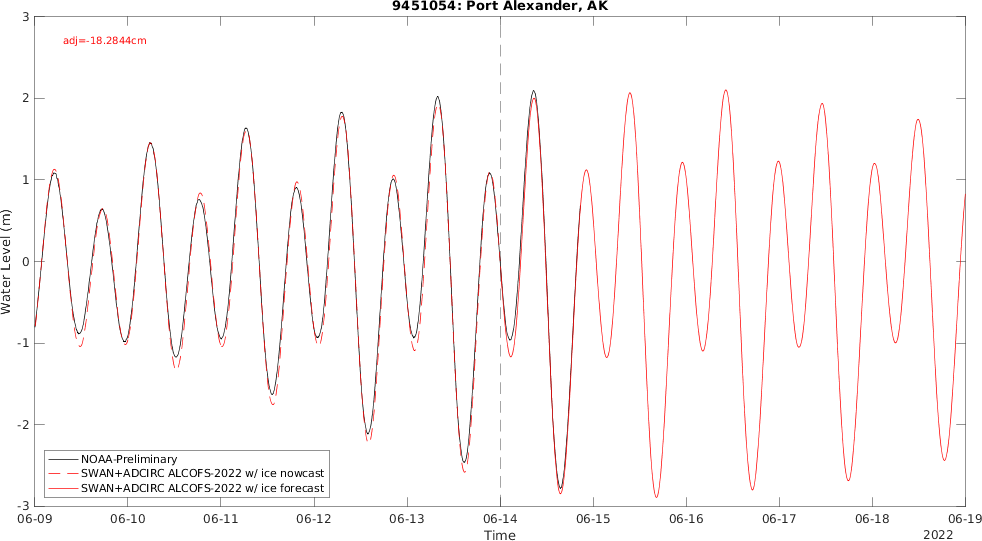 9451054: Port Alexander, AK
adj=-18.2844cm
3
2
1
0
-1
-2
-3
Water Level (m)
NOAA-Preliminary
SWAN+ADCIRC ALCOFS-2022 w/ ice nowcast
SWAN+ADCIRC ALCOFS-2022 w/ ice forecast
06-09 06-10 06-11 06-12 06-13 06-14 06-15 06-16 06-17 06-18 06-19
Time
2022